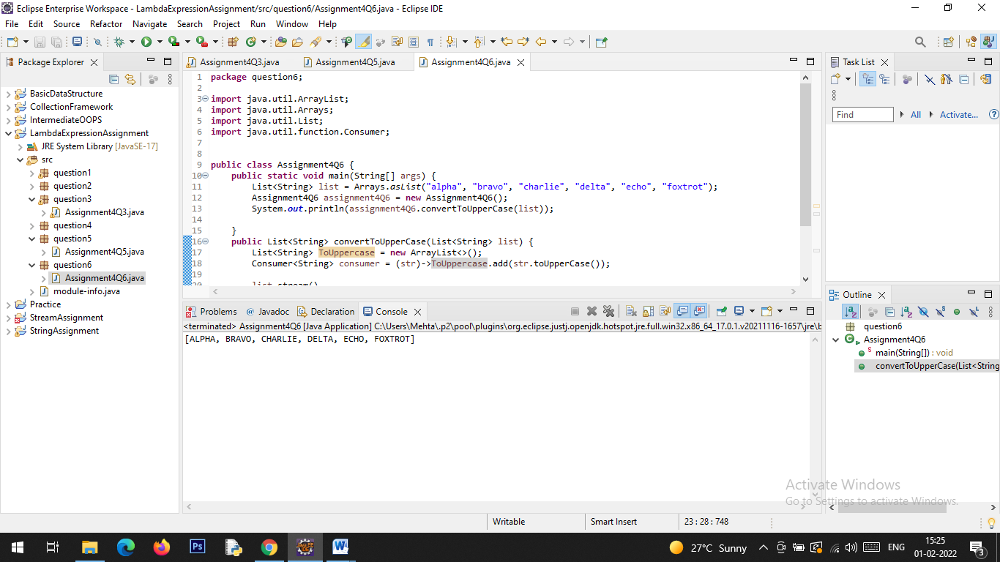 Eclipse Enterprise Workspace - LambdaExpressionAssignment/src/question6/Assignment4Q6.java - Eclipse IDE
File Edit Source Refactor Navigate Search Project Run Window Help
Package Explorer
BasicDataStructure
CollectionFramework
IntermediateOOPS
LambdaExpressionAssignment
JRE System Library [JavaSE-17]
src
question1
question2
question3
Assignment4Q3.java
question4
question5
Assignment4Q5.java
question6
Assignment4Q6.java
module-info.java
Practice
StreamAssignment
StringAssignment
Assignment4Q3.java Assignment4Q5.java Assignment4Q6.java
1 package question6;
2
3 import java.util.ArrayList;
4 import java.util.Arrays;
5 import java.util.List;
6 import java.util.function.Consumer;
7
8
9 public class Assignment4Q6 {
10 public static void main(String[] args) {
11 List<String> list = Arrays.asList("alpha", "bravo", "charlie", "delta", "echo", "foxtrot");
12 Assignment4Q6 assignment4Q6 = new Assignment4Q6();
13 System.out.println(assignment4Q6.convertToUpperCase(list));
14
15 }
16 public List<String> convertToUpperCase(List<String> list) {
17 List<String> ToUppercase = new ArrayList<>();
18 Consumer<String> consumer = (str)->ToUppercase.add(str.toUpperCase());
19
20 list.stream()
Problems @ Javadoc Declaration Console
<terminated> Assignment4Q6 [Java Application] C:\Users\Mehta\.p2\pool\plugins\org.eclipse.justj.openjdk.hotspot.jre.full.win32.x86_64_17.0.1.v20211116-1657\jre\b
[ALPHA, BRAVO, CHARLIE, DELTA, ECHO, FOXTROT]
Task List
Find All Activate...
Outline
question6
Assignment4Q6
main(String[]) : void
convertToUpperCase(List<String
Activate Windows
Go to Settings to activate Windows.
Writable Smart Insert 23 : 28 : 748
Ps W 27°C Sunny ENG 15:25
01-02-2022 3